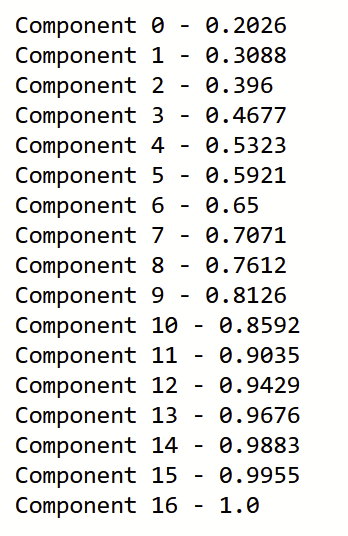 Component 0 - 0.2026
Component 1 - 0.3088
Component 2 - 0.396
Component 3 - 0.4677
Component 4 - 0.5323
Component 5 - 0.5921
Component 6 - 0.65
Component 7 - 0.7071
Component 8 - 0.7612
Component 9 - 0.8126
Component 10 - 0.8592
Component 11 - 0.9035
Component 12 - 0.9429
Component 13 - 0.9676
Component 14 - 0.9883
Component 15 - 0.9955
Component 16 - 1.0